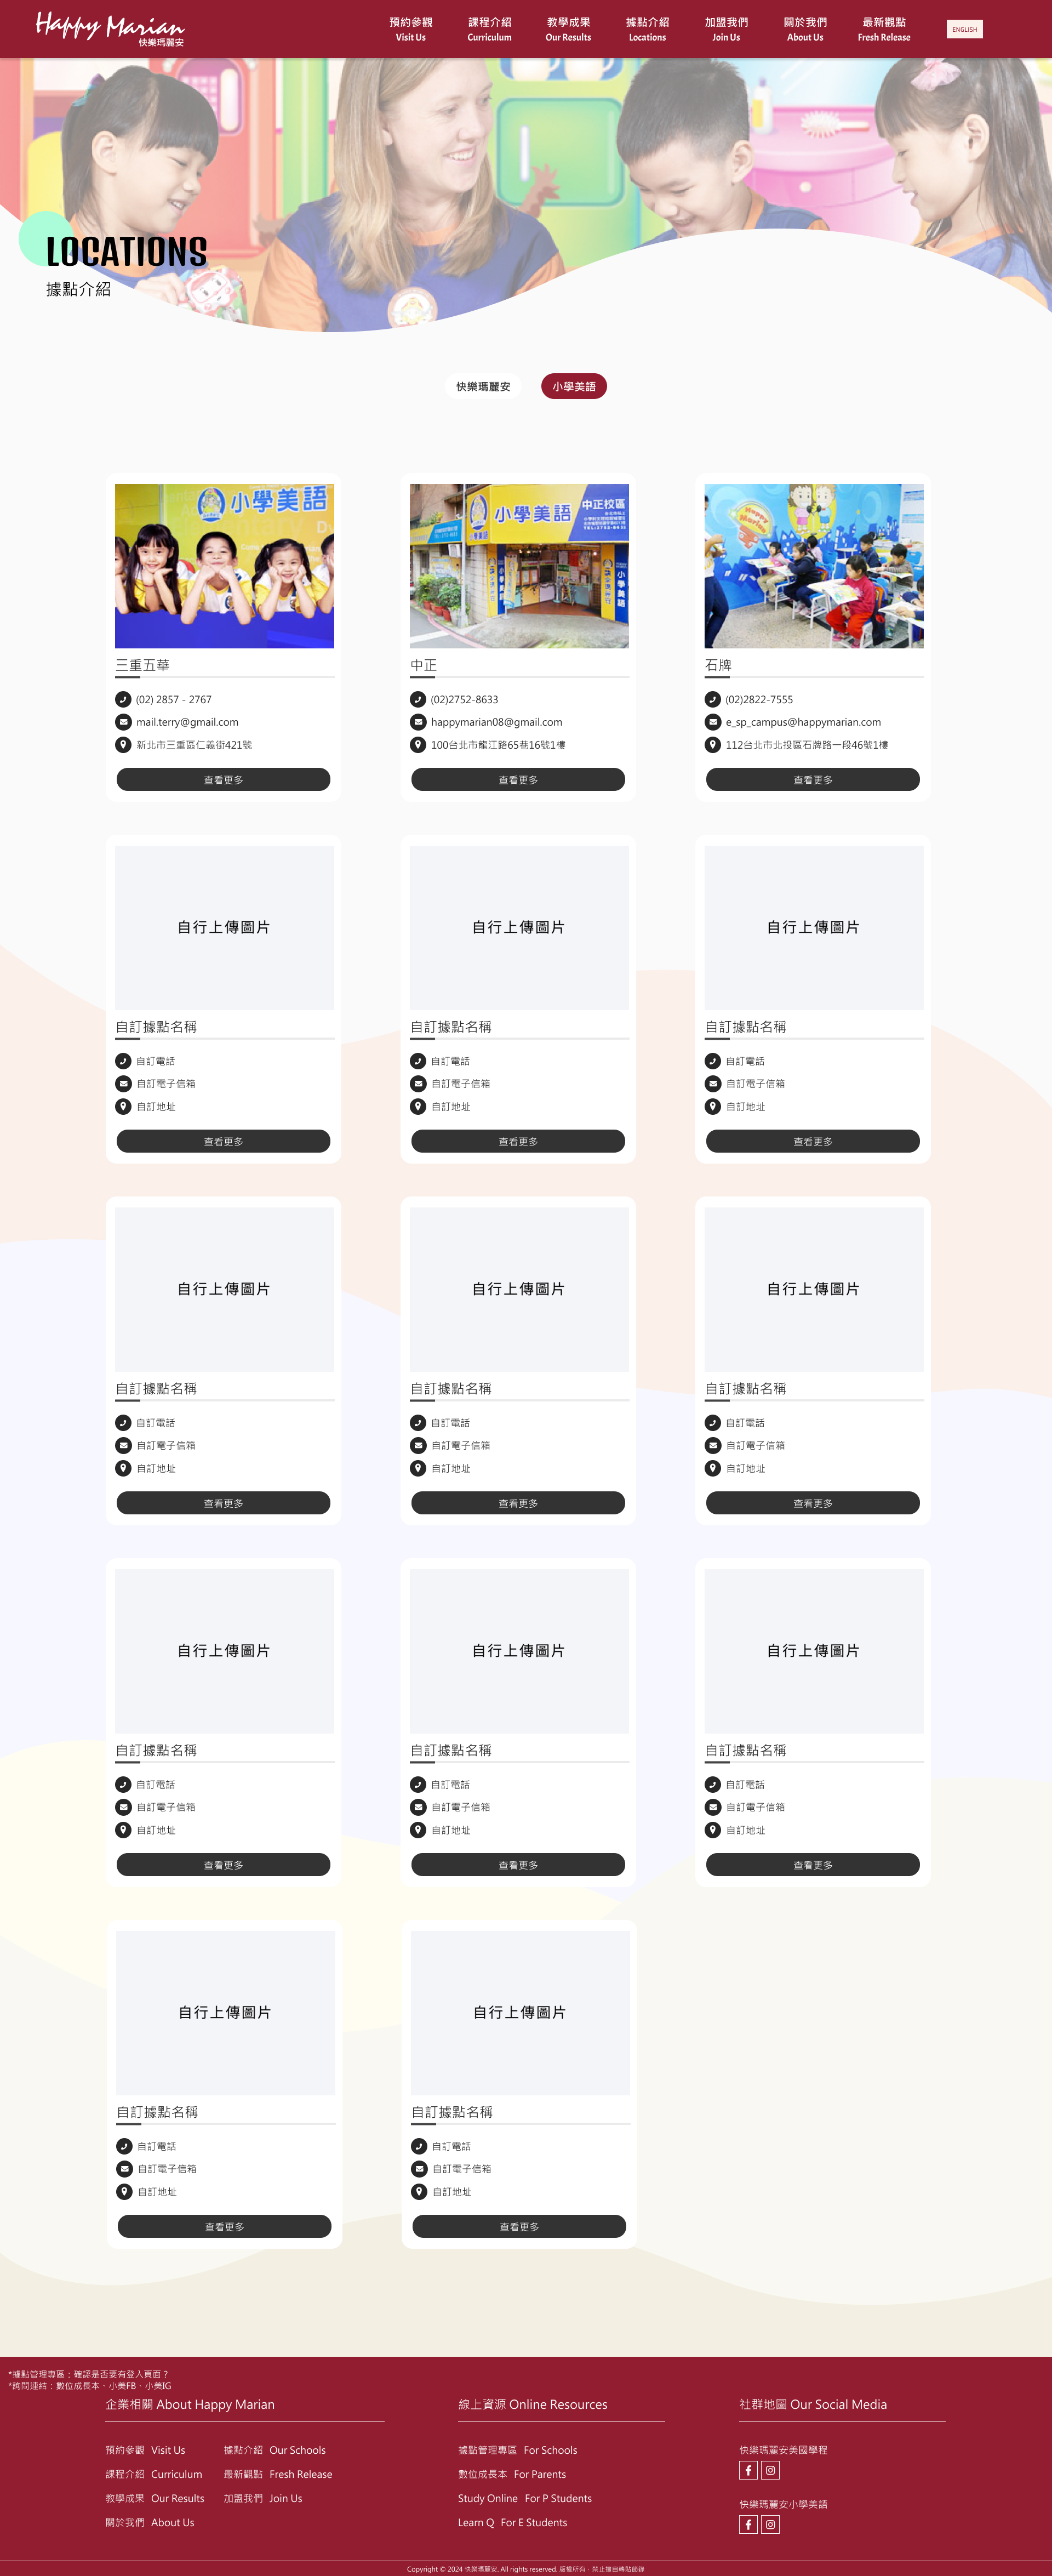 Happy Marian
快樂瑪麗安
預約參觀 課程介紹 教學成果 據點介紹 加盟我們 關於我們 最新觀點
Visit Us Curriculum Our Results Locations Join Us About Us Fresh Release
ENGLISH
LOCATIONS
據點介紹
快樂瑪麗安 小學美語
小學美語
小學美語 中正校區
小學美語
Happy Marian
三重五華
(02) 2857 - 2767
mail.terry@gmail.com
新北市三重區仁義街421號
查看更多
中正
(02)2752-8633
happymarian08@gmail.com
100台北市龍江路65巷16號1樓
查看更多
石牌
(02)2822-7555
e_sp_campus@happymarian.com
112台北市北投區石牌路一段46號1樓
查看更多
自行上傳圖片
自訂據點名稱
自訂電話
自訂電子信箱
自訂地址
查看更多
自行上傳圖片
自訂據點名稱
自訂電話
自訂電子信箱
自訂地址
查看更多
自行上傳圖片
自訂據點名稱
自訂電話
自訂電子信箱
自訂地址
查看更多
自行上傳圖片
自訂據點名稱
自訂電話
自訂電子信箱
自訂地址
查看更多
自行上傳圖片
自訂據點名稱
自訂電話
自訂電子信箱
自訂地址
查看更多
自行上傳圖片
自訂據點名稱
自訂電話
自訂電子信箱
自訂地址
查看更多
自行上傳圖片
自訂據點名稱
自訂電話
自訂電子信箱
自訂地址
查看更多
自行上傳圖片
自訂據點名稱
自訂電話
自訂電子信箱
自訂地址
查看更多
自行上傳圖片
自訂據點名稱
自訂電話
自訂電子信箱
自訂地址
查看更多
自行上傳圖片
自訂據點名稱
自訂電話
自訂電子信箱
自訂地址
查看更多
自行上傳圖片
自訂據點名稱
自訂電話
自訂電子信箱
自訂地址
查看更多
*據點管理專區：確認是否要有登入頁面？
*詢問連結：數位成長本、小美FB、小美IG
企業相關 About Happy Marian
預約參觀 Visit Us 據點介紹 Our Schools
課程介紹 Curriculum 最新觀點 Fresh Release
教學成果 Our Results 加盟我們 Join Us
關於我們 About Us
線上資源 Online Resources
據點管理專區 For Schools
數位成長本 For Parents
Study Online For P Students
Learn Q For E Students
社群地圖 Our Social Media
快樂瑪麗安美國學程
快樂瑪麗安小學美語
Copyright © 2024 快樂瑪麗安. All rights reserved. 版權所有．禁止擅自轉貼節錄